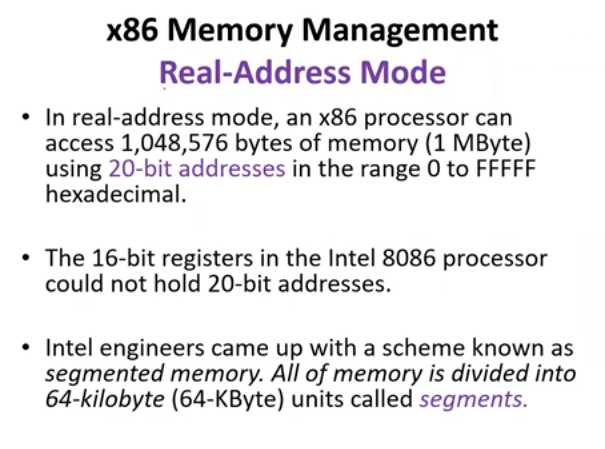 x86 Memory Management
Real-Address Mode
• In real-address mode, an x86 processor can
access 1,048,576 bytes of memory (1 MByte)
using 20-bit addresses in the range 0 to FFFFF
hexadecimal.
• The 16-bit registers in the Intel 8086 processor
could not hold 20-bit addresses.
• Intel engineers came up with a scheme known as
segmented memory. All of memory is divided into
64-kilobyte (64-KByte) units called segments.